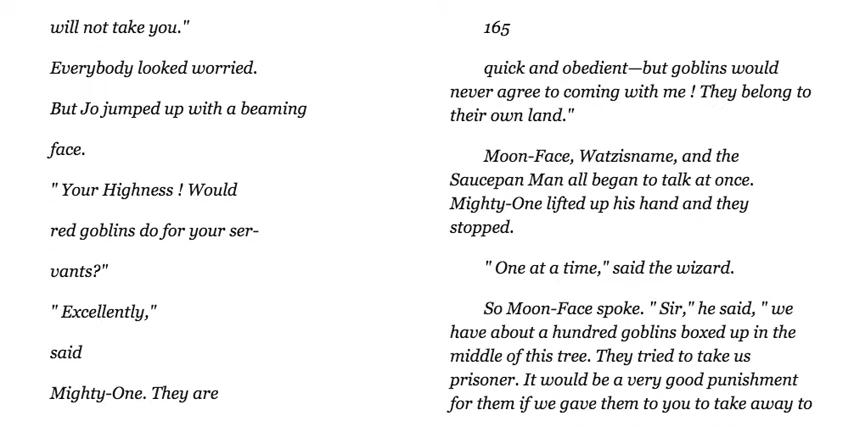 will not take you."
Everybody looked worried.
But Jo jumped up with a beaming
face.
" Your Highness ! Would
red goblins do for your ser-
vants?"
" Excellently,"
said
Mighty-One. They are
165
quick and obedient—but goblins would
never agree to coming with me ! They belong to
their own land."
Moon-Face, Watzisname, and the
Saucepan Man all began to talk at once.
Mighty-One lifted up his hand and they
stopped.
" One at a time," said the wizard.
So Moon-Face spoke. " Sir," he said, " we
have about a hundred goblins boxed up in the
middle of this tree. They tried to take us
prisoner. It would be a very good punishment
for them if we gave them to you to take away to